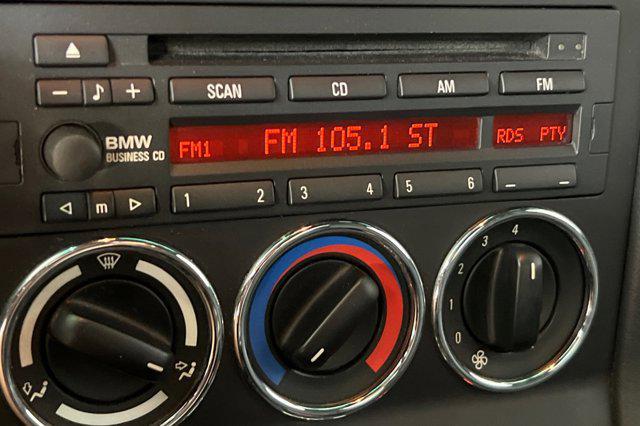 SCAN CD AM FM
BMW
BUSINESS CD
FM1 FM 105.1 ST RDS PTY
1 2 3 4 5 6
m
0 1 2 3 4